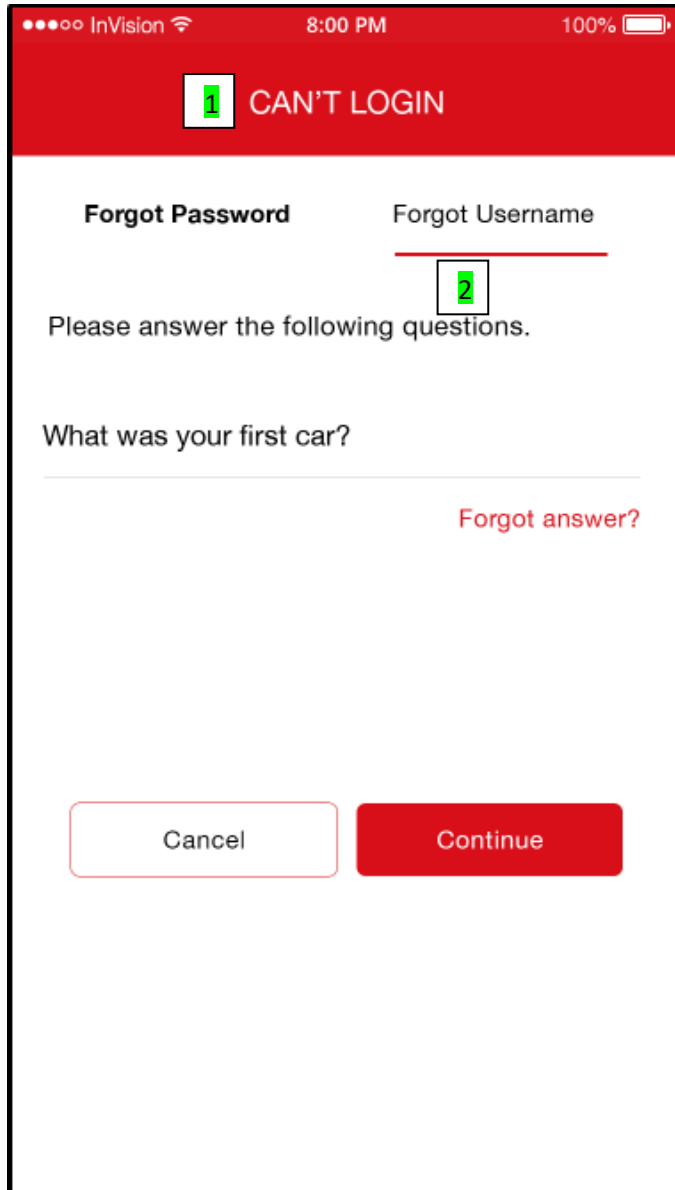 InVision 8:00 PM 100%
1 CAN'T LOGIN
Forgot Password Forgot Username
2
Please answer the following questions.
What was your first car?
Forgot answer?
Cancel Continue